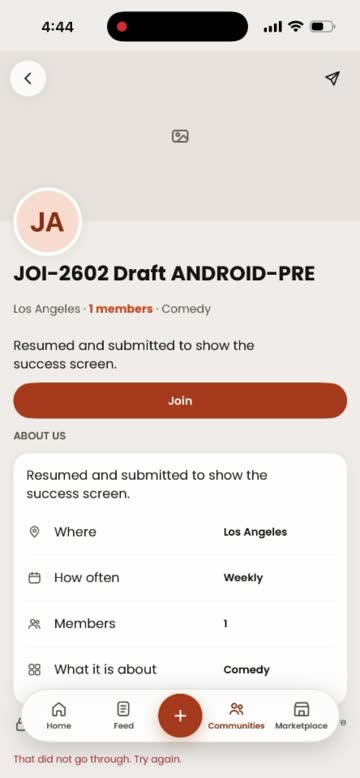 4:44
JA
JOI-2602 Draft ANDROID-PRE
Los Angeles · 1 members · Comedy
Resumed and submitted to show the
success screen.
Join
ABOUT US
Resumed and submitted to show the
success screen.
Where Los Angeles
How often Weekly
Members 1
What it is about Comedy
Home Feed + Communities Marketplace
That did not go through. Try again.